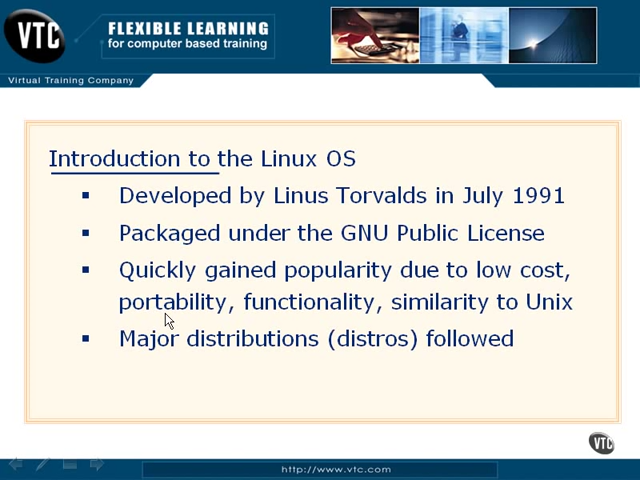 VTC
FLEXIBLE LEARNING
for computer based training
Virtual Training Company
Introduction to the Linux OS
▪ Developed by Linus Torvalds in July 1991
▪ Packaged under the GNU Public License
▪ Quickly gained popularity due to low cost,
portability, functionality, similarity to Unix
▪ Major distributions (distros) followed
VTC
http://www.vtc.com